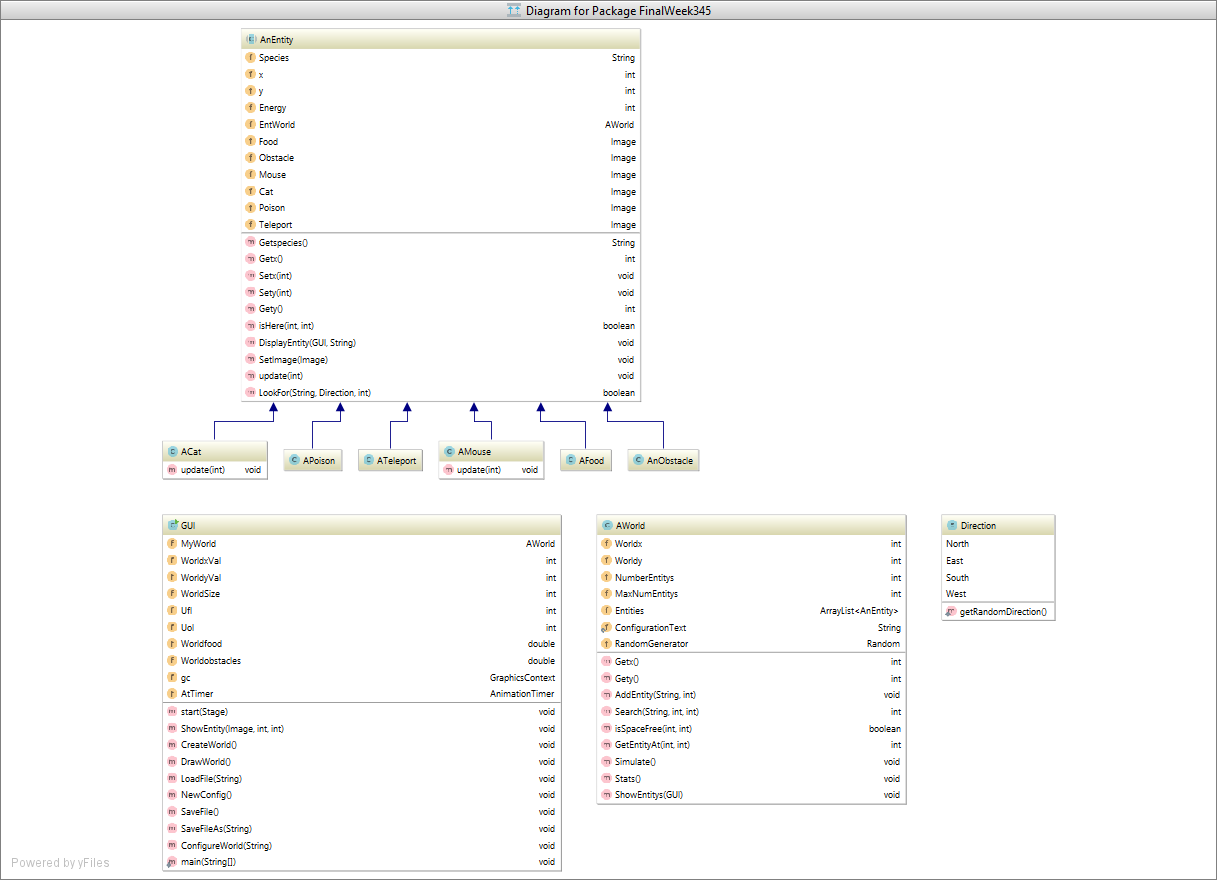 Diagram for Package FinalWeek345
AnEntity
Species String
x int
y int
Energy int
EntWorld AWorld
Food Image
Obstacle Image
Mouse Image
Cat Image
Poison Image
Teleport Image
Getspecies() String
Getx() int
Setx(int) void
Sety(int) void
Gety() int
isHere(int, int) boolean
DisplayEntity(GUI, String) void
SetImage(Image) void
update(int) void
LookFor(String, Direction, int) boolean
ACat
update(int) void
APoison
ATeleport
AMouse
update(int) void
AFood
AnObstacle
GUI
MyWorld AWorld
WorldxVal int
WorldyVal int
WorldSize int
Ufl int
Uol int
Worldfood double
Worldobstacles double
gc GraphicsContext
AtTimer AnimationTimer
start(Stage) void
ShowEntity(Image, int, int) void
CreateWorld() void
DrawWorld() void
LoadFile(String) void
NewConfig() void
SaveFile() void
SaveFileAs(String) void
ConfigureWorld(String) void
main(String[]) void
AWorld
Worldx int
Worldy int
NumberEntitys int
MaxNumEntitys int
Entities ArrayList<AnEntity>
ConfigurationText String
RandomGenerator Random
Getx() int
Gety() int
AddEntity(String, int) void
Search(String, int, int) int
isSpaceFree(int, int) boolean
GetEntityAt(int, int) int
Simulate() void
Stats() void
ShowEntitys(GUI) void
Direction
North
East
South
West
getRandomDirection()
Powered by yFiles